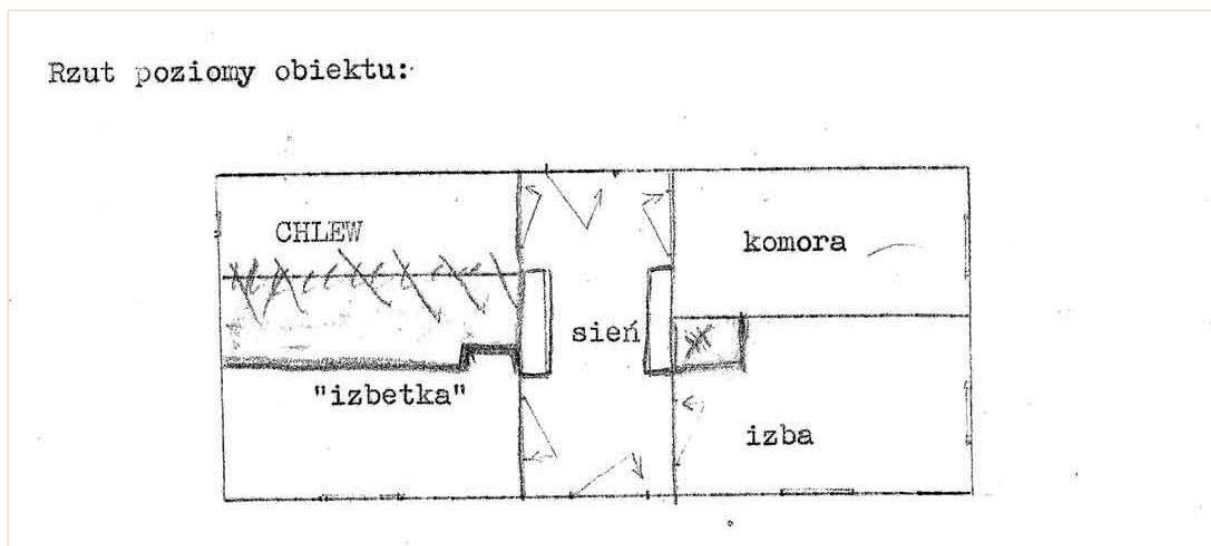 Rzut poziomy obiektu:
CHLEW
komora
sień
"izbetka"
izba